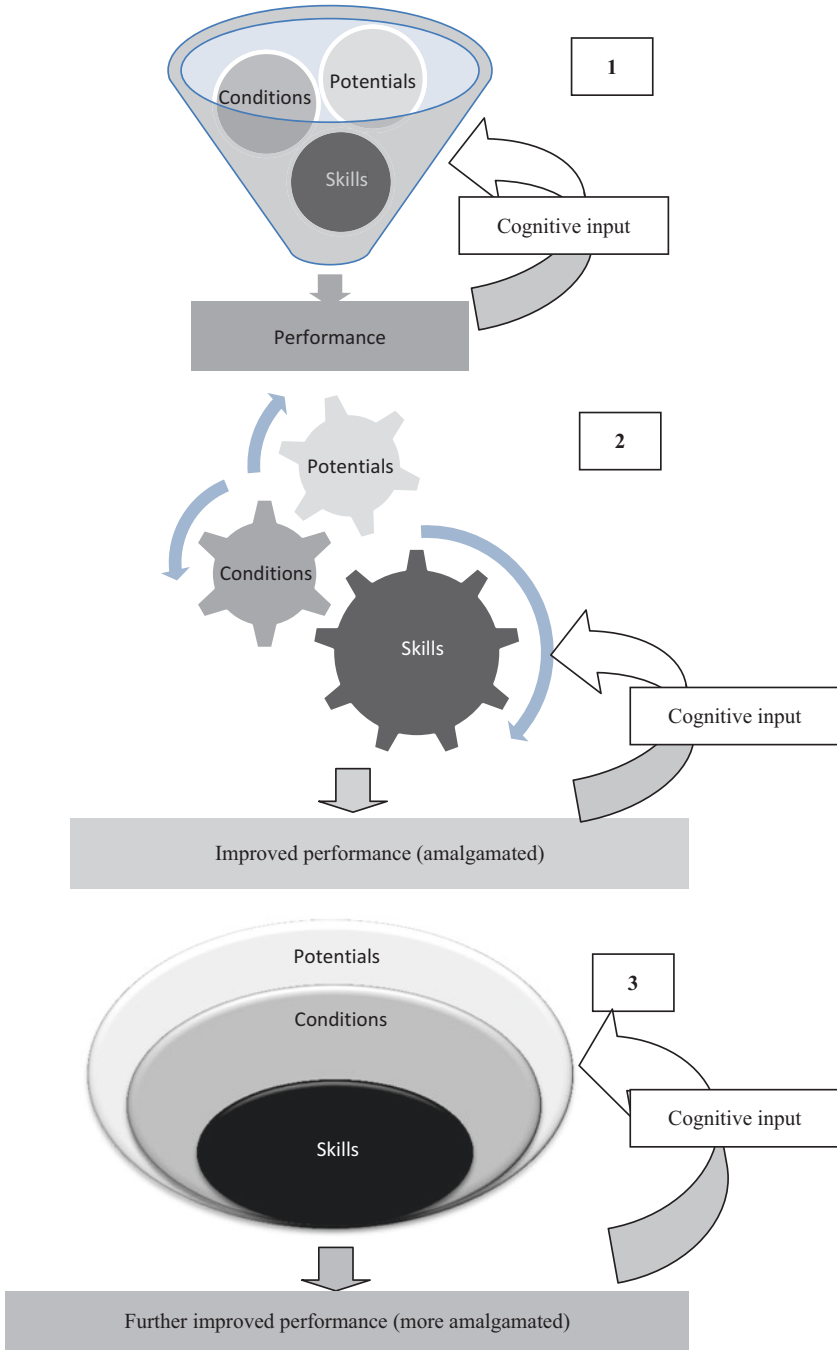 1
Potentials
Conditions
Skills
Cognitive input
Performance
2
Potentials
Conditions
Skills
Cognitive input
Improved performance (amalgamated)
Potentials
3
Conditions
Cognitive input
Skills
Further improved performance (more amalgamated)